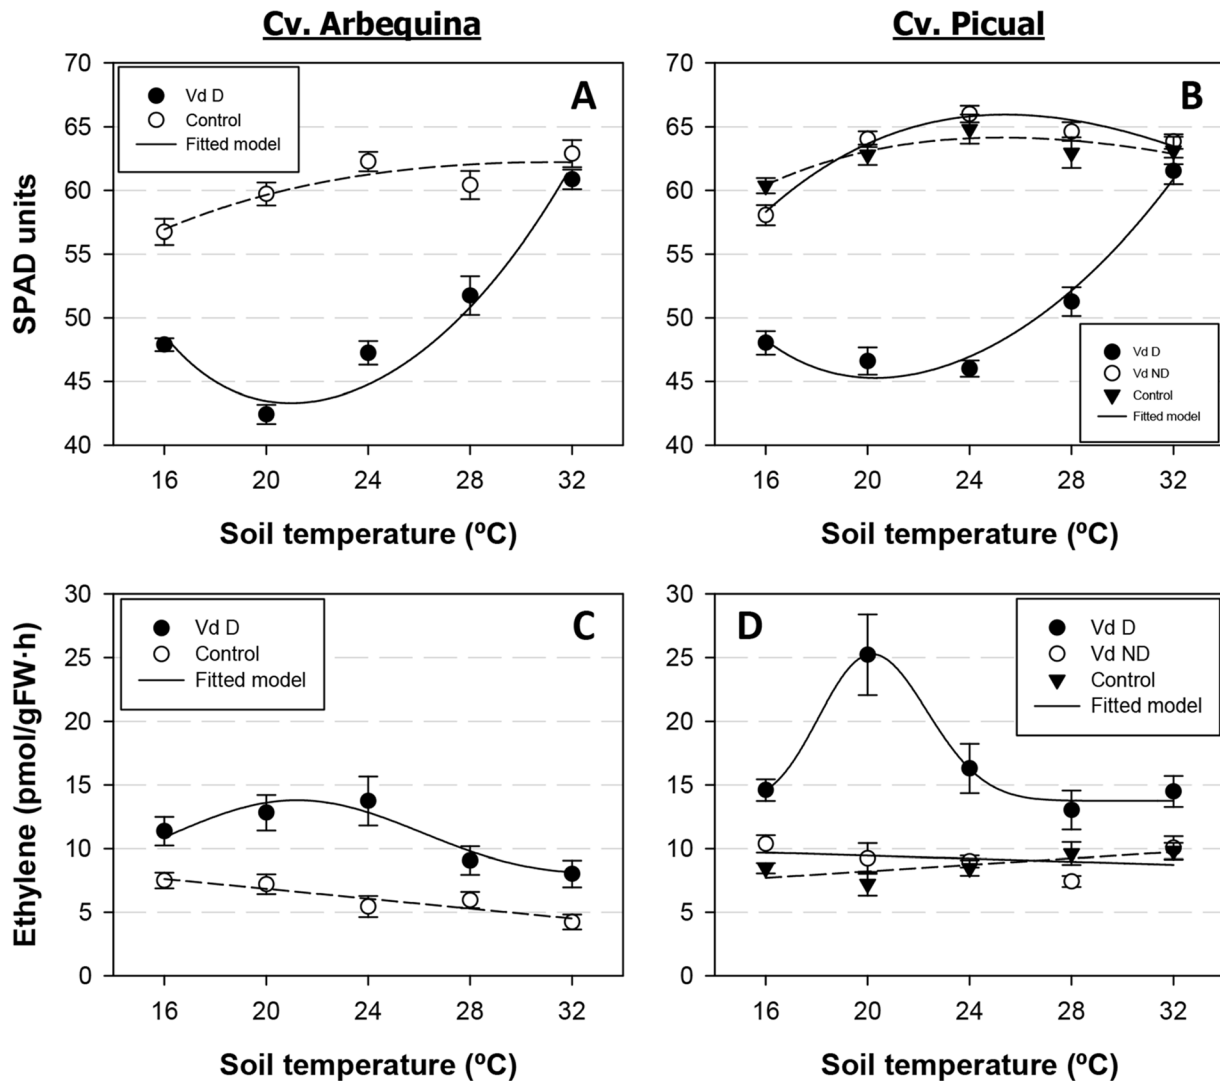 Cv. Arbequina
Cv. Picual
SPAD units
70
65
60
55
50
45
40
Vd D
Control
Fitted model
A
16 20 24 28 32
Soil temperature (ºC)
70
65
60
55
50
45
40
B
Vd D
Vd ND
Control
Fitted model
16 20 24 28 32
Soil temperature (ºC)
Ethylene (pmol/gFW·h)
30
25
20
15
10
5
0
Vd D
Control
Fitted model
C
16 20 24 28 32
Soil temperature (ºC)
30
25
20
15
10
5
0
D
Vd D
Vd ND
Control
Fitted model
16 20 24 28 32
Soil temperature (ºC)